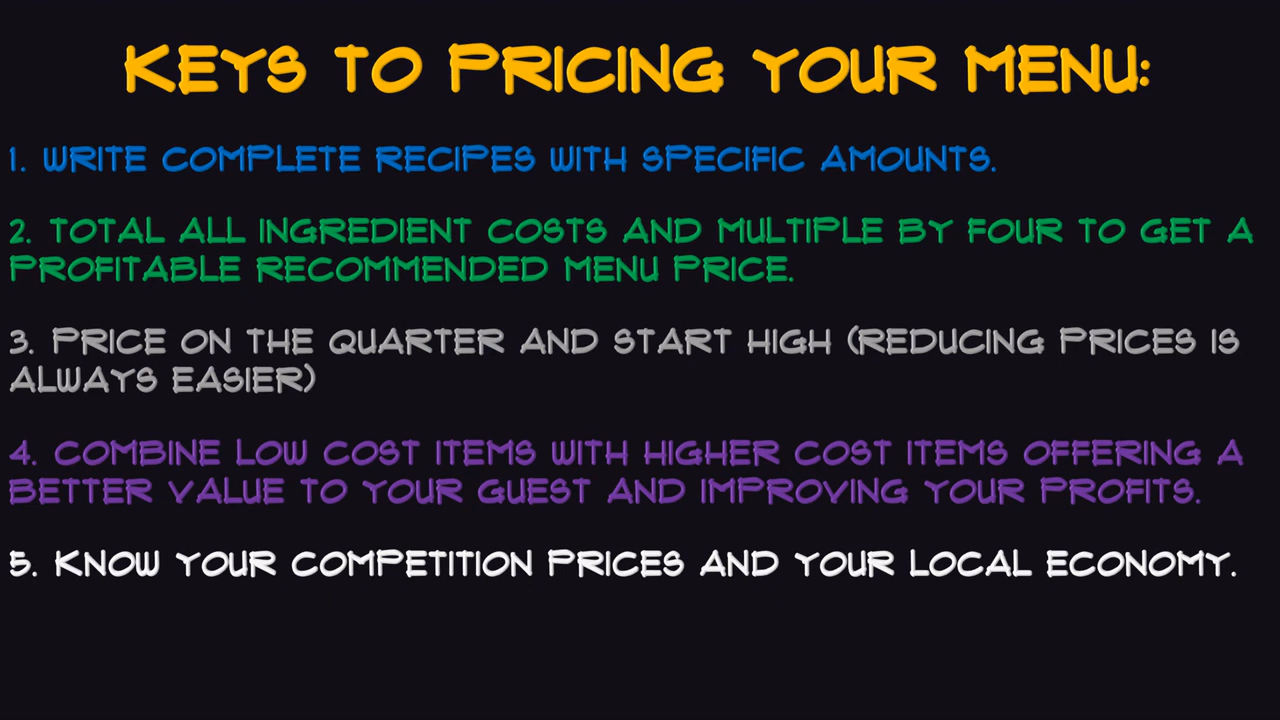 KEYS TO PRICING YOUR MENU:
1. WRITE COMPLETE RECIPES WITH SPECIFIC AMOUNTS.
2. TOTAL ALL INGREDIENT COSTS AND MULTIPLE BY FOUR TO GET A
PROFITABLE RECOMMENDED MENU PRICE.
3. PRICE ON THE QUARTER AND START HIGH (REDUCING PRICES IS
ALWAYS EASIER)
4. COMBINE LOW COST ITEMS WITH HIGHER COST ITEMS OFFERING A
BETTER VALUE TO YOUR GUEST AND IMPROVING YOUR PROFITS.
5. KNOW YOUR COMPETITION PRICES AND YOUR LOCAL ECONOMY.